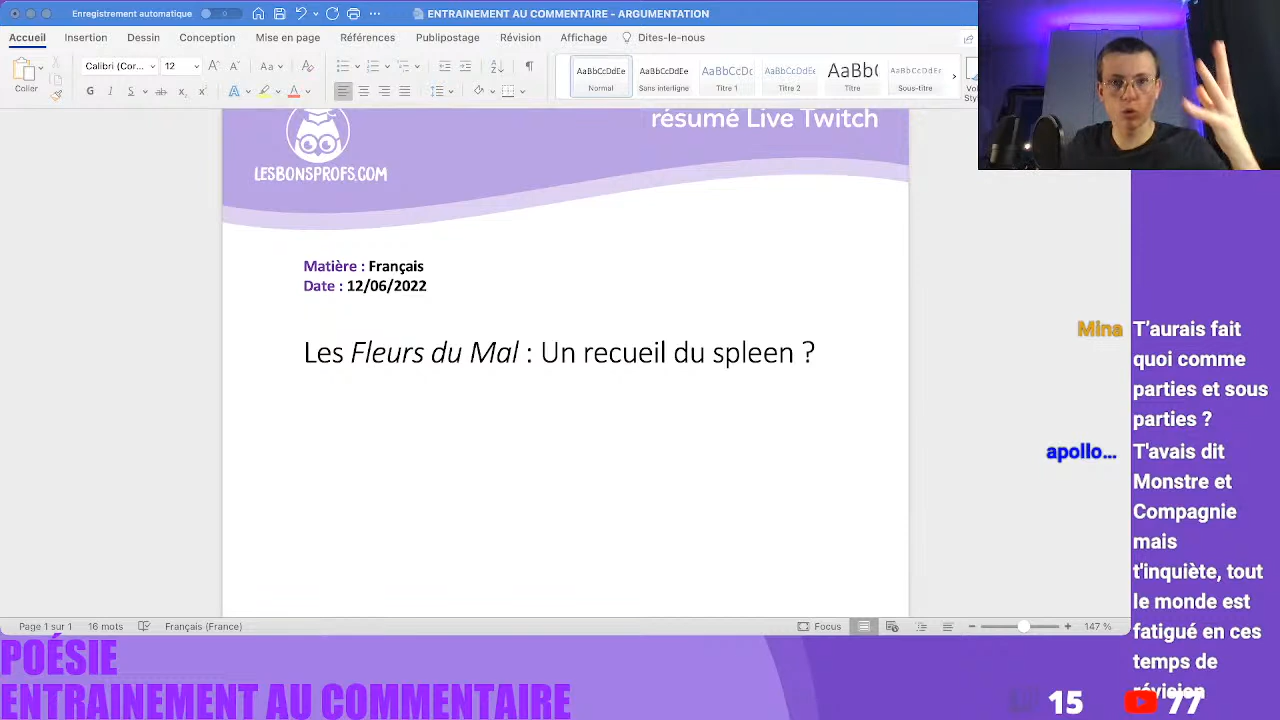 Enregistrement automatique
ENTRAINEMENT AU COMMENTAIRE - ARGUMENTATION
Accueil Insertion Dessin Conception Mise en page Références Publipostage Révision Affichage Dites-le-nous
Coller
Calibri (Cor... 12
AaBbCcDdEe AaBbCcDdEe AaBbCcDc AaBbCcDdEe AaBb( AaBbCcDdEe
Normal Sans interligne Titre 1 Titre 2 Titre Sous-titre
résumé Live Twitch
LESBONSPROFS.COM
Matière : Français
Date : 12/06/2022
Les Fleurs du Mal : Un recueil du spleen ?
Mina T'aurais fait
quoi comme
parties et sous
parties ?
apollo... T'avais dit
Monstre et
Compagnie
mais
t'inquiète, tout
le monde est
fatigué en ces
temps de
révision
Page 1 sur 1 16 mots Français (France) Focus 147 %
POÉSIE
ENTRAINEMENT AU COMMENTAIRE
15 77